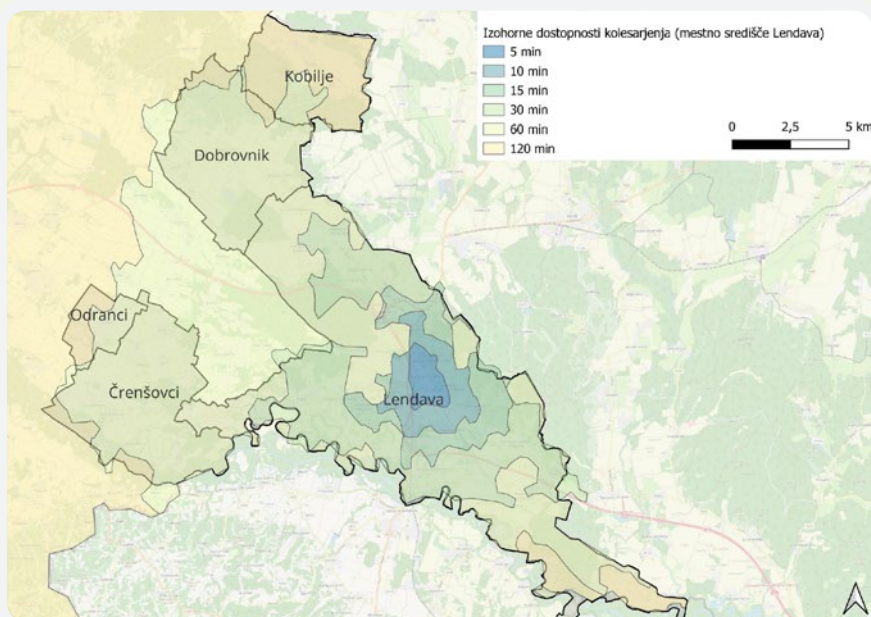 Izohorne dostopnosti kolesarjenja (mestno središče Lendava)
5 min
10 min
15 min
30 min
60 min
120 min
0 2,5 5 km
Kobilje
Dobrovnik
Odranci
Črenšovci
Lendava